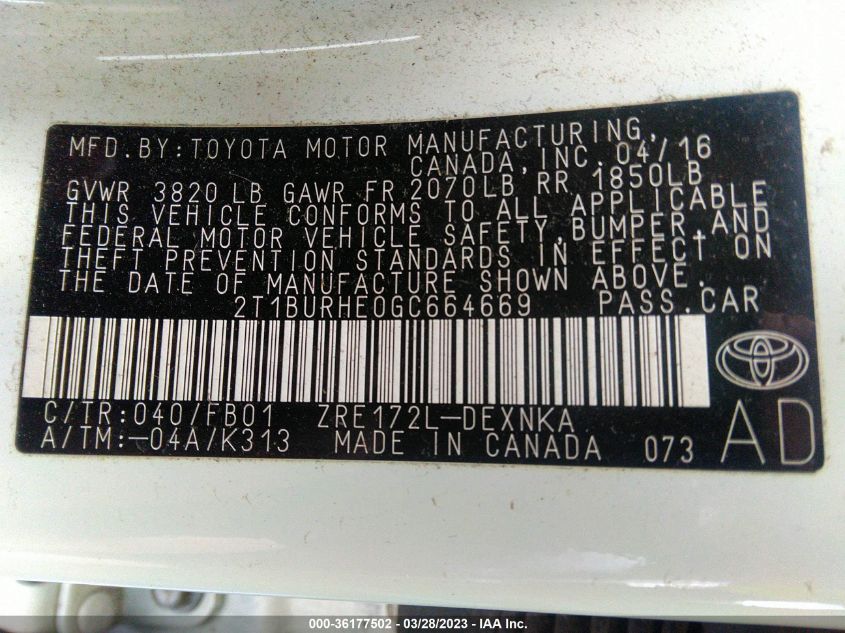 MFD.BY:TOYOTA MOTOR MANUFACTURING,
CANADA,INC. 04/16
GVWR 3820 LB GAWR FR 2070LB RR 1850LB
THIS VEHICLE CONFORMS TO ALL APPLICABLE
FEDERAL MOTOR VEHICLE SAFETY,BUMPER,AND
THEFT PREVENTION STANDARDS IN EFFECT ON
THE DATE OF MANUFACTURE SHOWN ABOVE.
2T1BURHE0GC664669 PASS.CAR
C/TR:040/FB01 ZRE172L-DEXNKA
A/TM:-04A/K313 MADE IN CANADA 073
AD
000-36177502 — 03/28/2023 — IAA Inc.